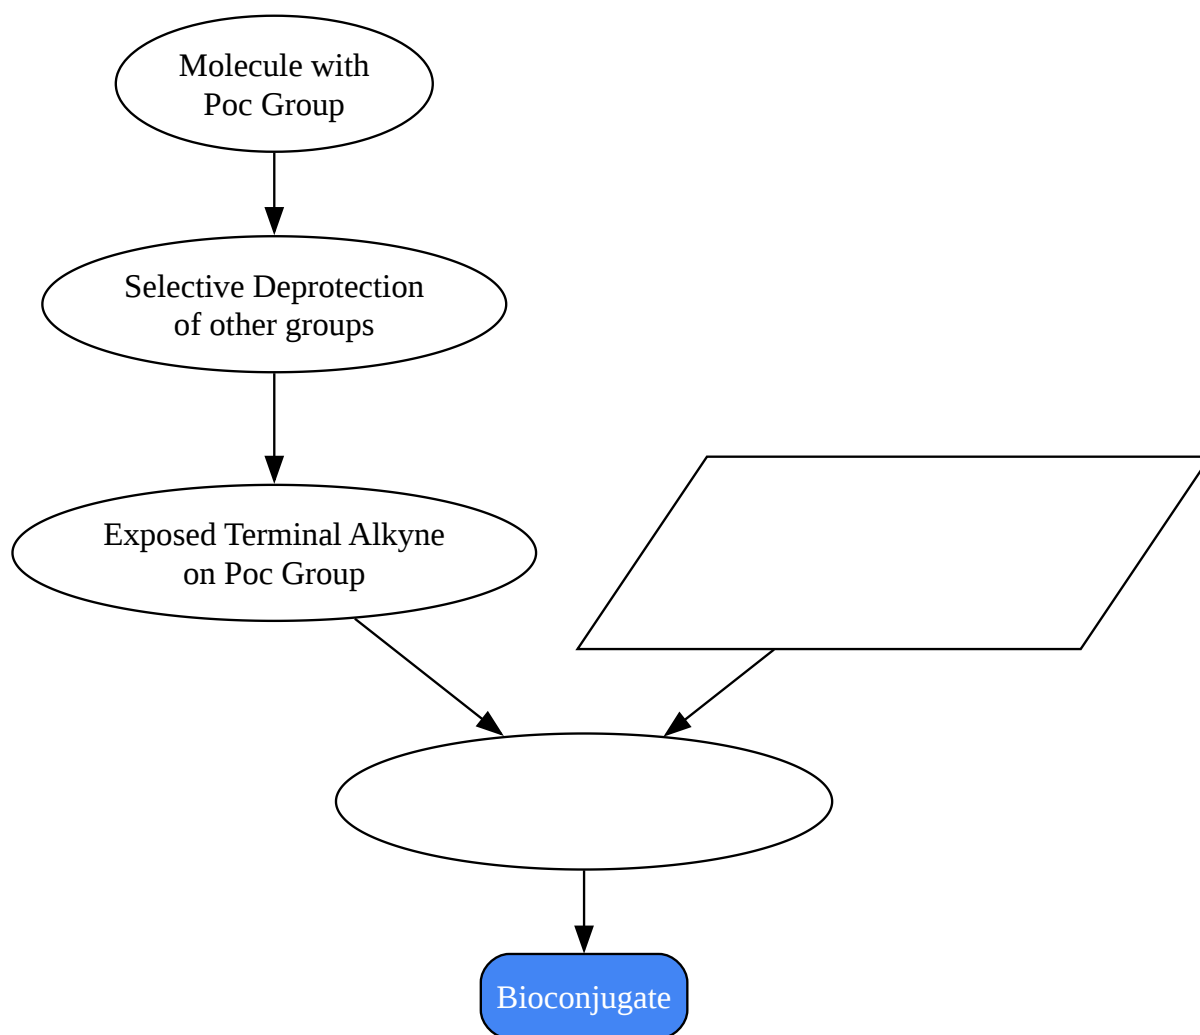 Molecule with
Poc Group
Selective Deprotection
of other groups
Exposed Terminal Alkyne
on Poc Group
Bioconjugate